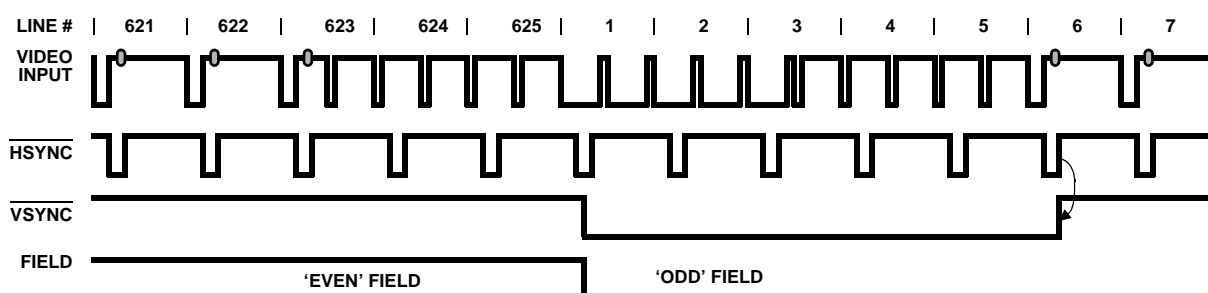 LINE # | 621 | 622 | 623 | 624 | 625 | 1 | 2 | 3 | 4 | 5 | 6 | 7
VIDEO
INPUT
HSYNC
VSYNC
FIELD
‘EVEN’ FIELD
‘ODD’ FIELD